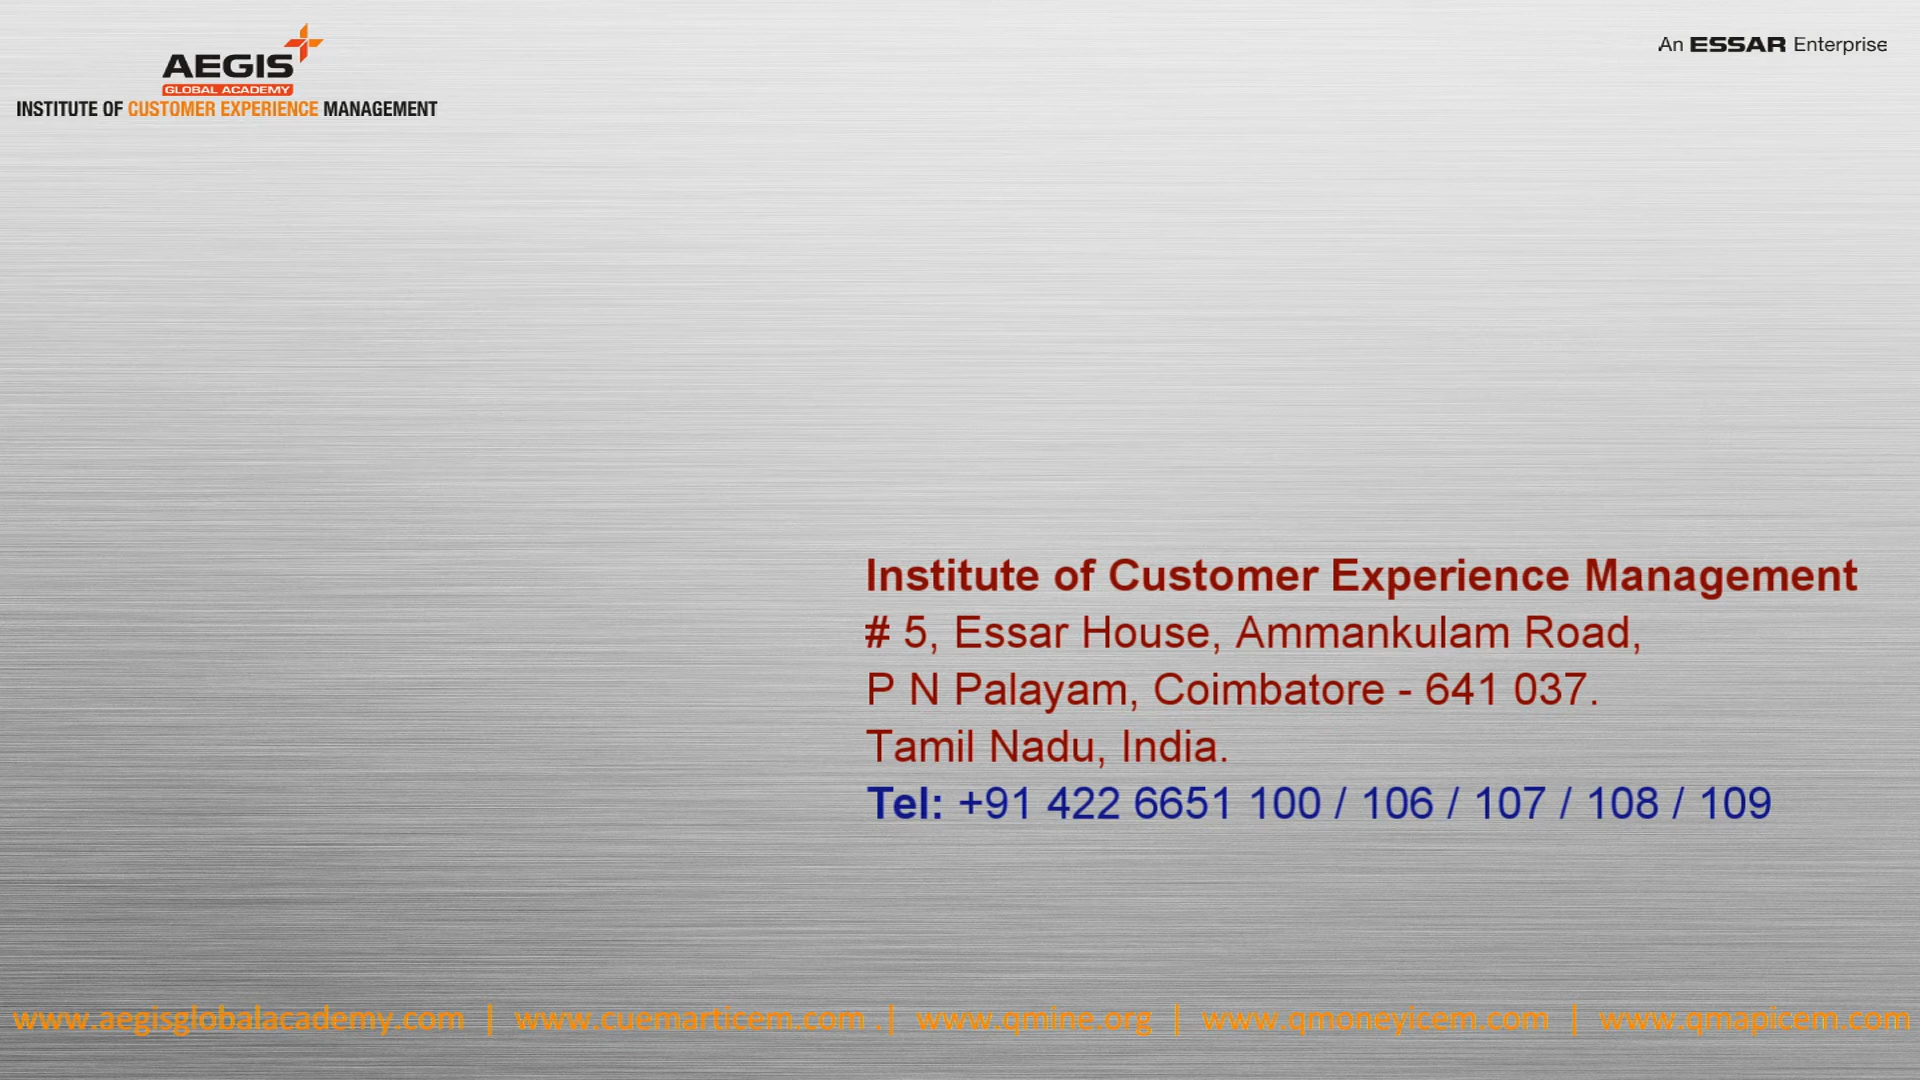 AEGIS
GLOBAL ACADEMY
INSTITUTE OF CUSTOMER EXPERIENCE MANAGEMENT
An ESSAR Enterprise
Institute of Customer Experience Management
# 5, Essar House, Ammankulam Road,
P N Palayam, Coimbatore - 641 037.
Tamil Nadu, India.
Tel: +91 422 6651 100 / 106 / 107 / 108 / 109
www.aegisglobalacademy.com | www.cuemarticem.com . | www.qmine.org | www.qmoneyicem.com | www.qmapicem.com